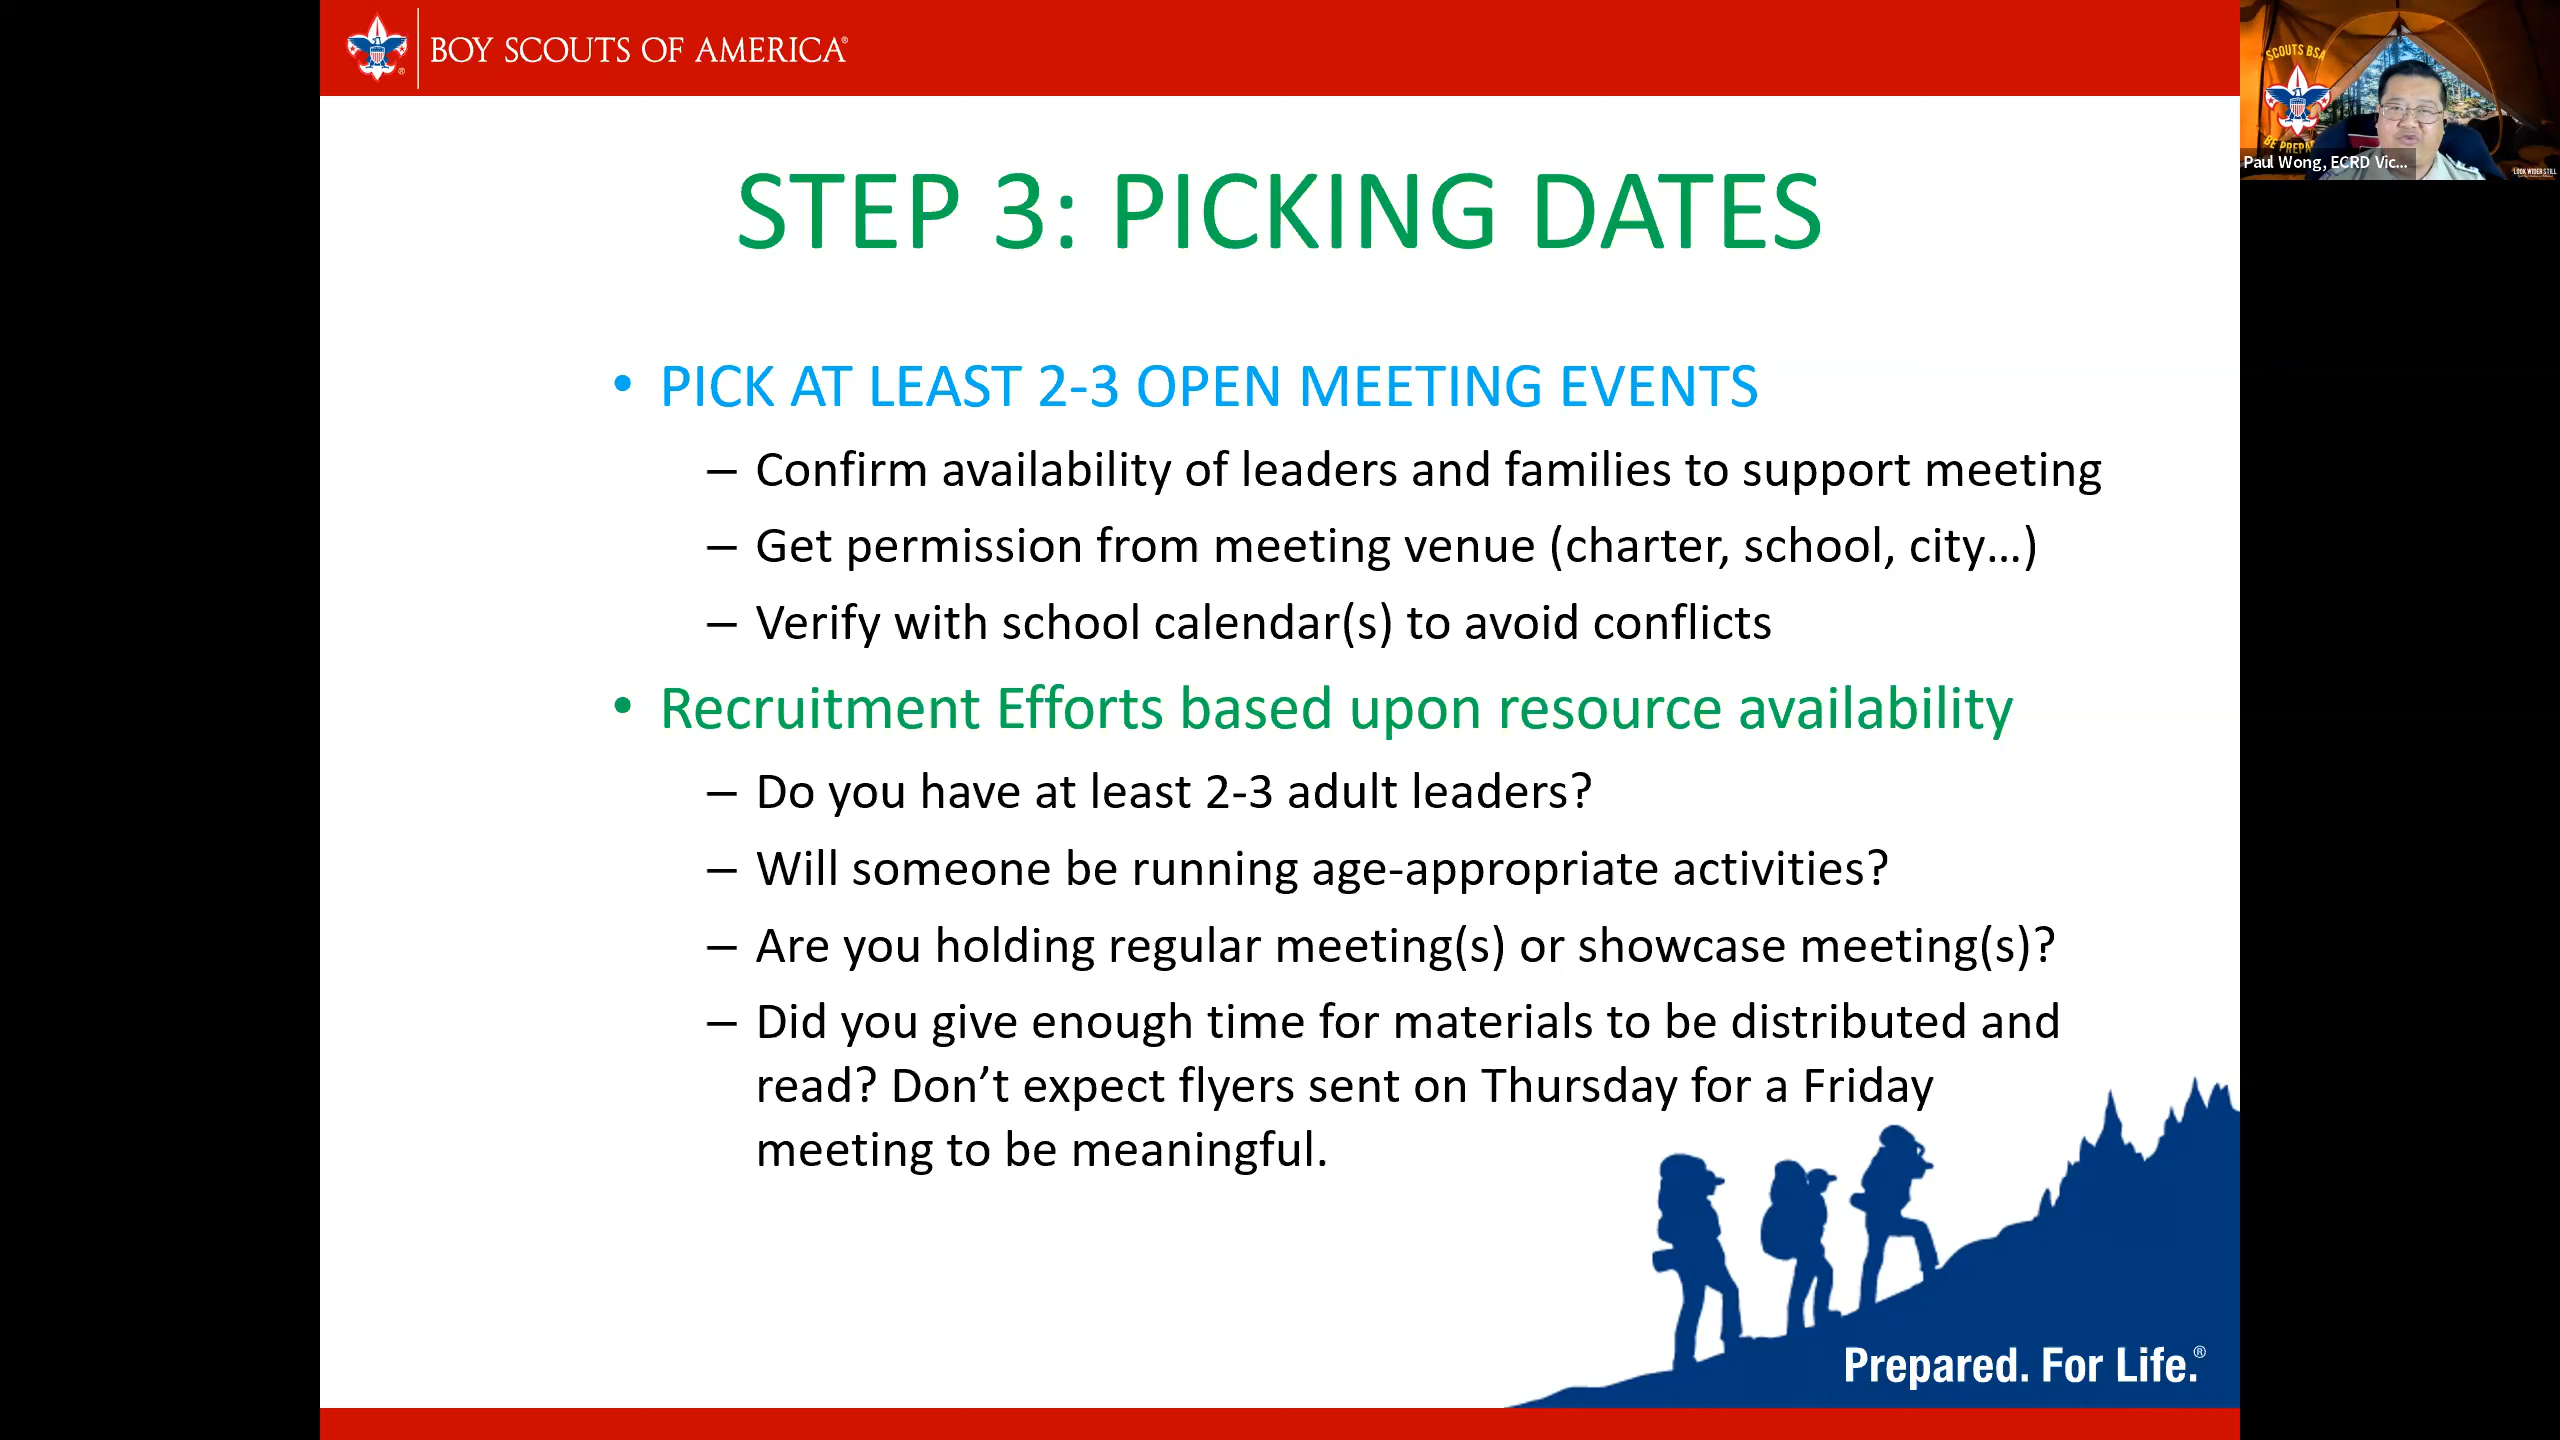 BOY SCOUTS OF AMERICA®
SCOUTS BSA
BE PREPA
Paul Wong, ECRD Vic...
"LOOK WIDER STILL
STEP 3: PICKING DATES
• PICK AT LEAST 2-3 OPEN MEETING EVENTS
– Confirm availability of leaders and families to support meeting
– Get permission from meeting venue (charter, school, city…)
– Verify with school calendar(s) to avoid conflicts
• Recruitment Efforts based upon resource availability
– Do you have at least 2-3 adult leaders?
– Will someone be running age-appropriate activities?
– Are you holding regular meeting(s) or showcase meeting(s)?
– Did you give enough time for materials to be distributed and
read? Don’t expect flyers sent on Thursday for a Friday
meeting to be meaningful.
Prepared. For Life.®